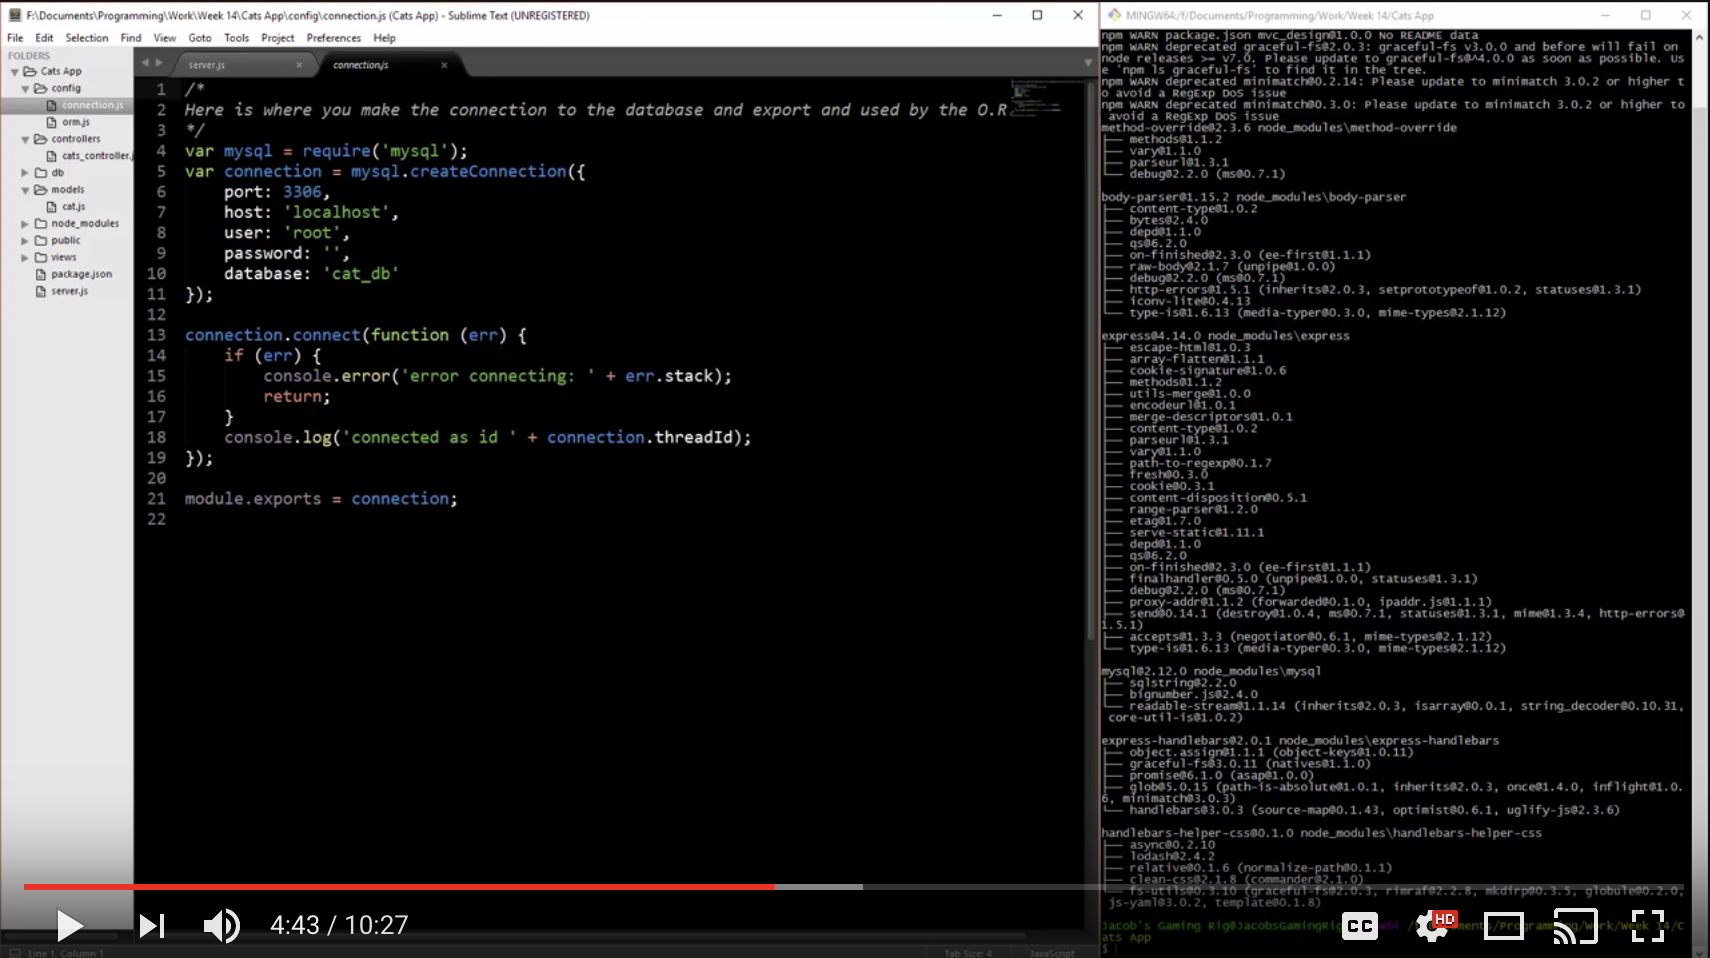 F:\Documents\Programming\Work\Week 14\Cats App\config\connection.js (Cats App) - Sublime Text (UNREGISTERED)
File Edit Selection Find View Goto Tools Project Preferences Help
FOLDERS
Cats App
config
connection.js
orm.js
controllers
cats_controller.j
db
models
cat.js
node_modules
public
views
package.json
server.js
server.js × connection.js ×
1 /*
2 Here is where you make the connection to the database and export and used by the O.R.
3 */
4 var mysql = require('mysql');
5 var connection = mysql.createConnection({
6 port: 3306,
7 host: 'localhost',
8 user: 'root',
9 password: '',
10 database: 'cat_db'
11 });
12
13 connection.connect(function (err) {
14 if (err) {
15 console.error('error connecting: ' + err.stack);
16 return;
17 }
18 console.log('connected as id ' + connection.threadId);
19 });
20
21 module.exports = connection;
22
MINGW64:/f/Documents/Programming/Work/Week 14/Cats App
npm WARN package.json mvc_design@1.0.0 No README data
npm WARN deprecated graceful-fs@2.0.3: graceful-fs v3.0.0 and before will fail on
node releases >= v7.0. Please update to graceful-fs@^4.0.0 as soon as possible. Us
e 'npm ls graceful-fs' to find it in the tree.
npm WARN deprecated minimatch@0.2.14: Please update to minimatch 3.0.2 or higher t
o avoid a RegExp DoS issue
npm WARN deprecated minimatch@0.3.0: Please update to minimatch 3.0.2 or higher to
avoid a RegExp DoS issue
method-override@2.3.6 node_modules\method-override
├── methods@1.1.2
├── vary@1.1.0
├── parseurl@1.3.1
└── debug@2.2.0 (ms@0.7.1)
body-parser@1.15.2 node_modules\body-parser
├── content-type@1.0.2
├── bytes@2.4.0
├── depd@1.1.0
├── qs@6.2.0
├── on-finished@2.3.0 (ee-first@1.1.1)
├── raw-body@2.1.7 (unpipe@1.0.0)
├── debug@2.2.0 (ms@0.7.1)
├── http-errors@1.5.1 (inherits@2.0.3, setprototypeof@1.0.2, statuses@1.3.1)
├── iconv-lite@0.4.13
└── type-is@1.6.13 (media-typer@0.3.0, mime-types@2.1.12)
express@4.14.0 node_modules\express
├── escape-html@1.0.3
├── array-flatten@1.1.1
├── cookie-signature@1.0.6
├── methods@1.1.2
├── utils-merge@1.0.0
├── encodeurl@1.0.1
├── merge-descriptors@1.0.1
├── content-type@1.0.2
├── parseurl@1.3.1
├── vary@1.1.0
├── path-to-regexp@0.1.7
├── fresh@0.3.0
├── cookie@0.3.1
├── content-disposition@0.5.1
├── range-parser@1.2.0
├── etag@1.7.0
├── serve-static@1.11.1
├── depd@1.1.0
├── qs@6.2.0
├── on-finished@2.3.0 (ee-first@1.1.1)
├── finalhandler@0.5.0 (unpipe@1.0.0, statuses@1.3.1)
├── debug@2.2.0 (ms@0.7.1)
├── proxy-addr@1.1.2 (forwarded@0.1.0, ipaddr.js@1.1.1)
├── send@0.14.1 (destroy@1.0.4, ms@0.7.1, statuses@1.3.1, mime@1.3.4, http-errors@
1.5.1)
├── accepts@1.3.3 (negotiator@0.6.1, mime-types@2.1.12)
└── type-is@1.6.13 (media-typer@0.3.0, mime-types@2.1.12)
mysql@2.12.0 node_modules\mysql
├── sqlstring@2.2.0
├── bignumber.js@2.4.0
└── readable-stream@1.1.14 (inherits@2.0.3, isarray@0.0.1, string_decoder@0.10.31,
core-util-is@1.0.2)
express-handlebars@2.0.1 node_modules\express-handlebars
├── object.assign@1.1.1 (object-keys@1.0.11)
├── graceful-fs@3.0.11 (natives@1.1.0)
├── promise@6.1.0 (asap@1.0.0)
├── glob@5.0.15 (path-is-absolute@1.0.1, inherits@2.0.3, once@1.4.0, inflight@1.0.
6, minimatch@3.0.3)
└── handlebars@3.0.3 (source-map@0.1.43, optimist@0.6.1, uglify-js@2.3.6)
handlebars-helper-css@0.1.0 node_modules\handlebars-helper-css
├── async@0.2.10
├── lodash@2.4.2
├── relative@0.1.6 (normalize-path@0.1.1)
├── clean-css@2.1.8 (commander@2.1.0)
└── fs-utils@0.3.10 (graceful-fs@2.0.3, rimraf@2.2.8, mkdirp@0.3.5, globule@0.2.0,
js-yaml@3.0.2, template@0.1.8)
Jacob's Gaming Rig@JacobsGamingRig /Programming/Work/Week 14/C
ats App
$
4:43 / 10:27
CC HD
Line 1, Column 1 Tab Size: 4 JavaScript